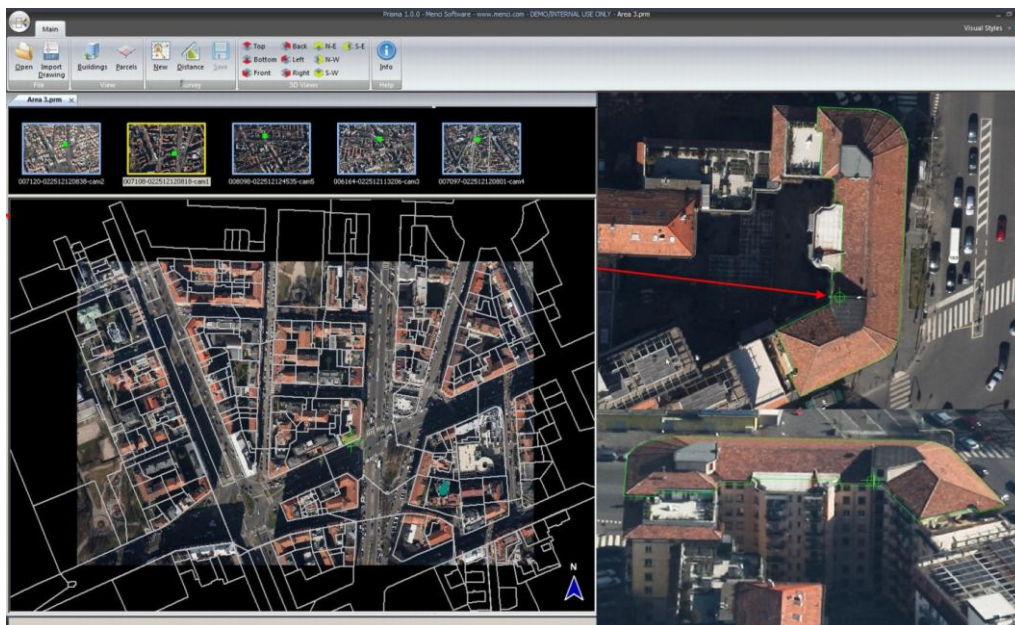 Prisma 1.0.0 - Menci Software - www.menci.com - DEMO/INTERNAL USE ONLY - Area 3.prm
Main
Visual Styles
Open
Import Drawing
File
Buildings
Parcels
View
New
Distance
Save
Survey
Top
Bottom
Front
Back
Left
Right
N-E
N-W
S-W
S-E
3D Views
Info
Help
Area 3.prm
007120-022512120838-cam2
007108-022512120818-cam1
008098-022512124535-cam5
006164-022512113206-cam3
007097-022512120801-cam4
N